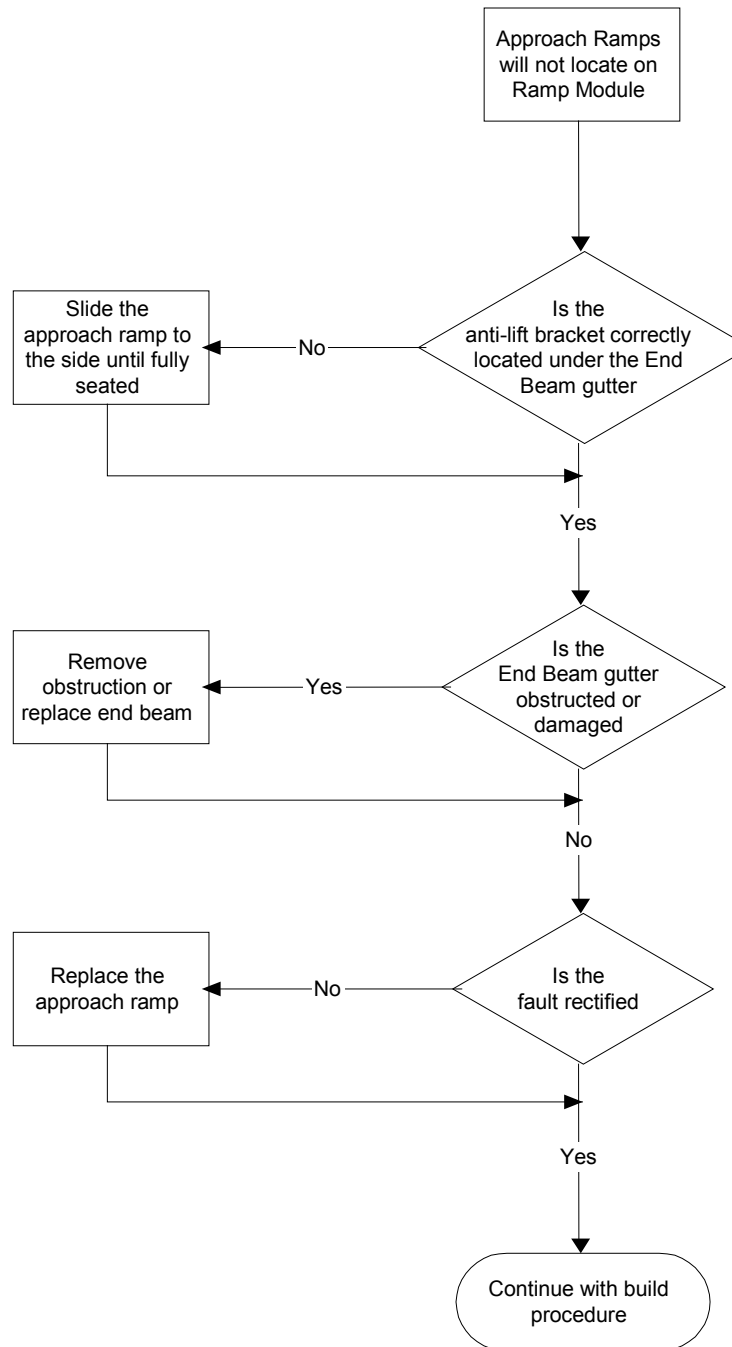 Approach Ramps
will not locate on
Ramp Module
Is the
anti-lift bracket correctly
located under the End
Beam gutter
No
Slide the
approach ramp to
the side until fully
seated
Yes
Is the
End Beam gutter
obstructed or
damaged
Yes
Remove
obstruction or
replace end beam
No
Is the
fault rectified
No
Replace the
approach ramp
Yes
Continue with build
procedure